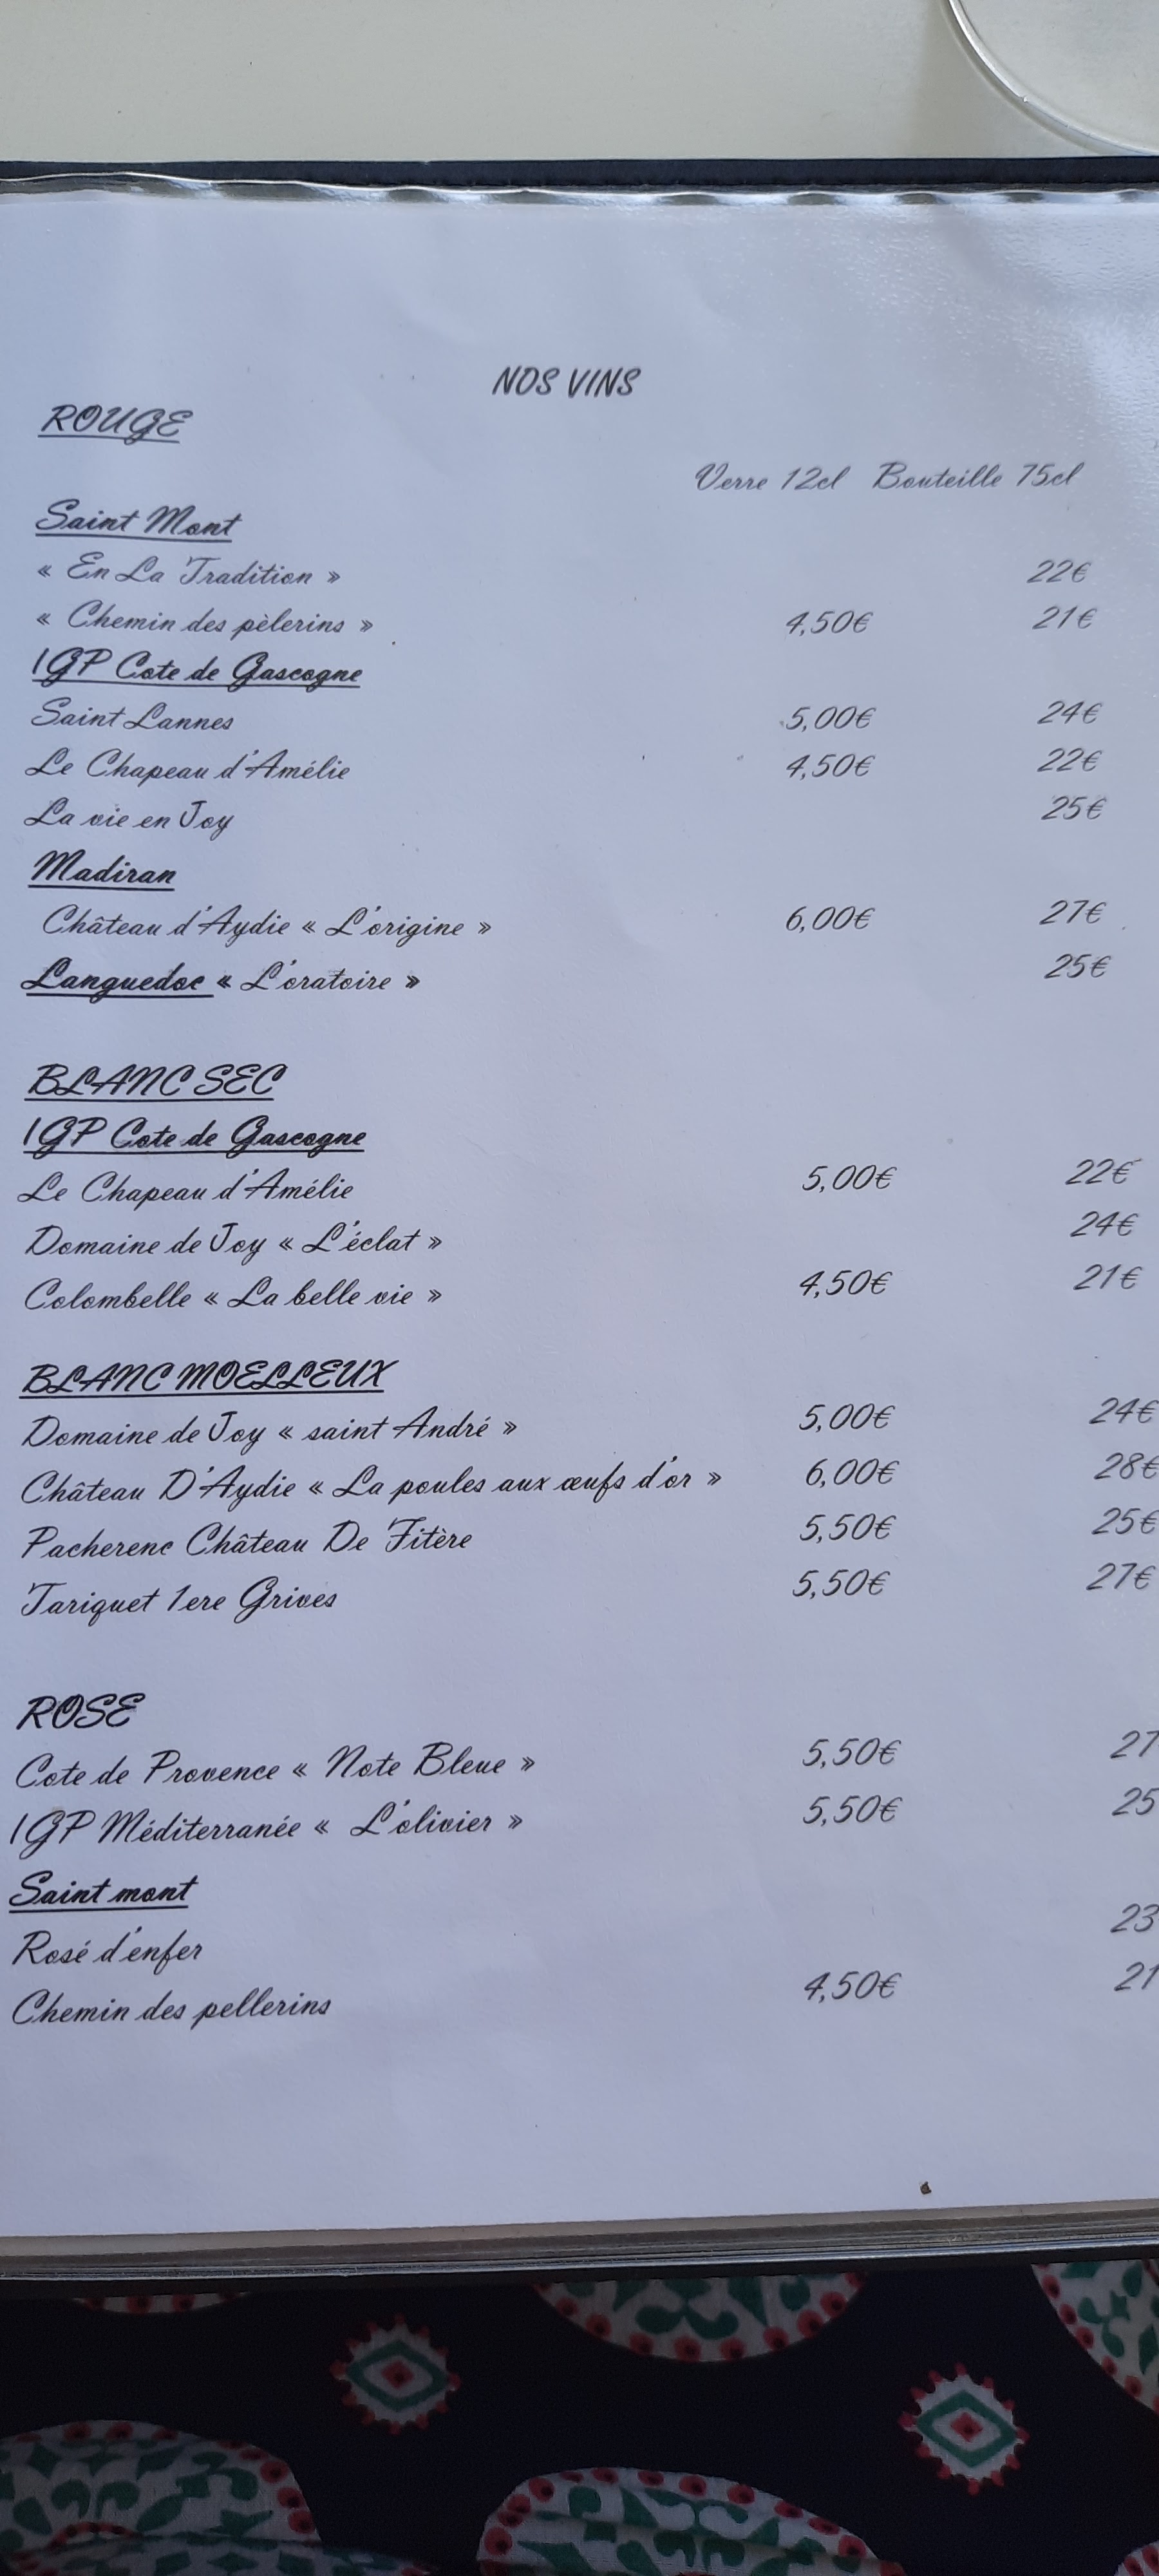 NOS VINS
ROUGE
Verre 12cl Bouteille 75cl
Saint Mont
« En La Tradition » 22€
« Chemin des pèlerins » 4,50€ 21€
IGP Cote de Gascogne
Saint Lannes 5,00€ 24€
Le Chapeau d'Amélie 4,50€ 22€
La vie en Joy 25€
Madiran
Château d'Aydie « L'origine » 6,00€ 27€
Languedoc « L'oratoire » 25€
BLANC SEC
IGP Cote de Gascogne
Le Chapeau d'Amélie 5,00€ 22€
Domaine de Joy « L'éclat » 24€
Colombelle « La belle vie » 4,50€ 21€
BLANC MOELLEUX
Domaine de Joy « saint André » 5,00€ 24€
Château D'Aydie « La poules aux œufs d'or » 6,00€ 28€
Pacherenc Château De Fitère 5,50€ 25€
Tariquet 1ere Grives 5,50€ 27€
ROSE
Cote de Provence « Note Bleue » 5,50€ 27
IGP Méditerranée « L'olivier » 5,50€ 25
Saint mont
Rosé d'enfer 23
Chemin des pellerins 4,50€ 21